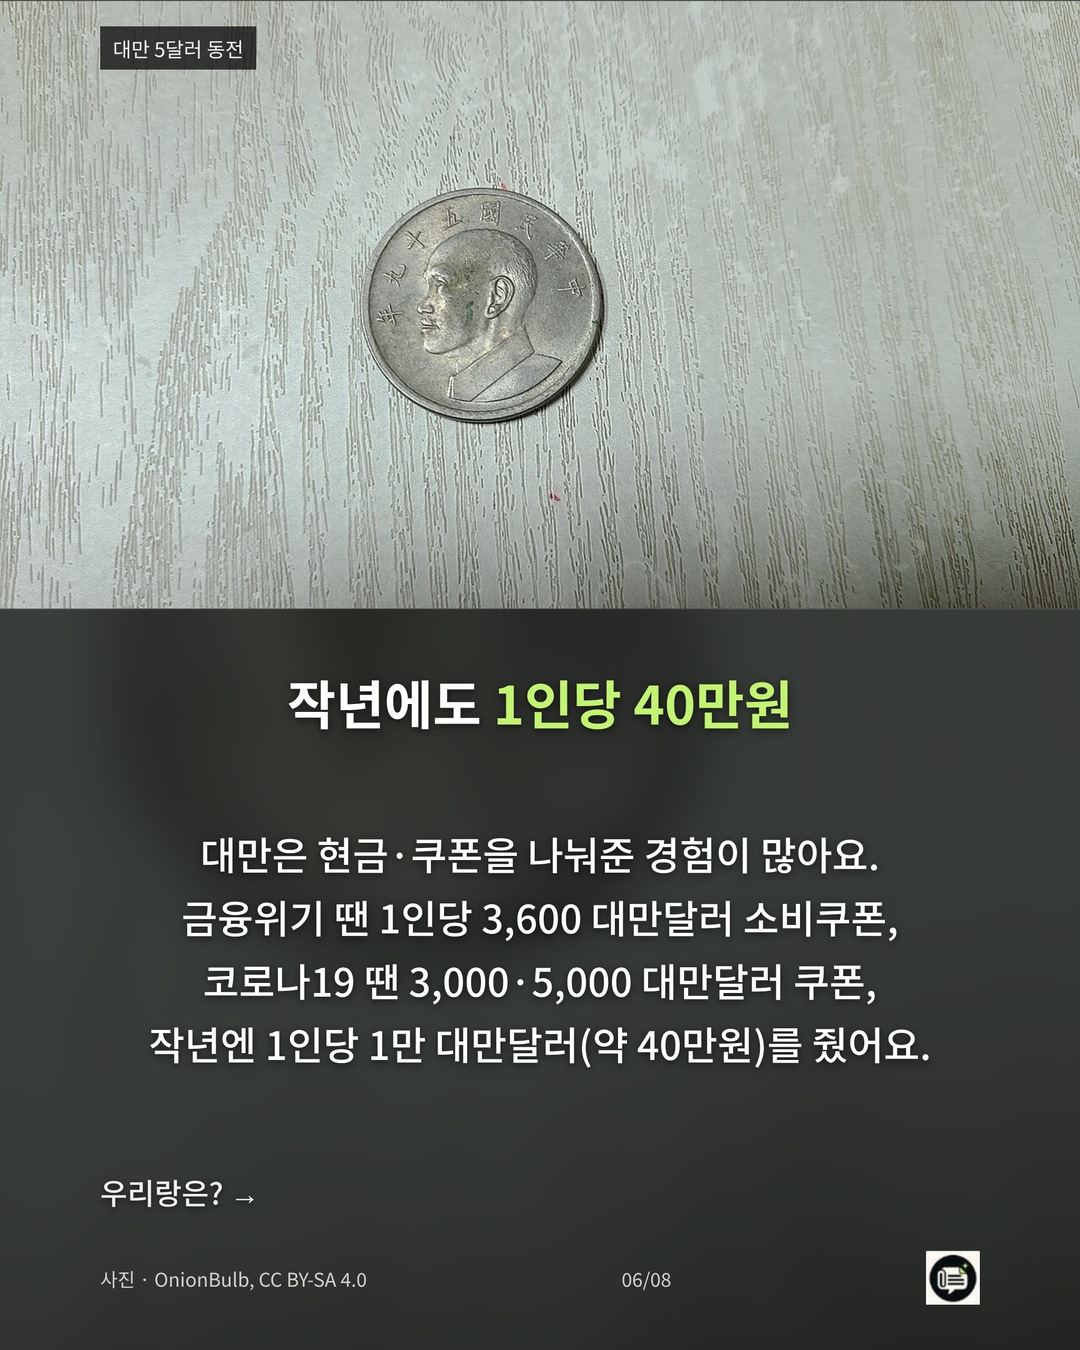 대만 5달러 동전
中華民國五十九年
작년에도 1인당 40만원
대만은 현금·쿠폰을 나눠준 경험이 많아요.
금융위기 땐 1인당 3,600 대만달러 소비쿠폰,
코로나19 땐 3,000·5,000 대만달러 쿠폰,
작년엔 1인당 1만 대만달러(약 40만원)를 줬어요.
우리랑은? →
사진 · OnionBulb, CC BY-SA 4.0
06/08